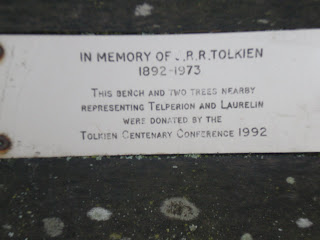 IN MEMORY OF J.R.R.TOLKIEN
1892-1973
THIS BENCH AND TWO TREES NEARBY
REPRESENTING TELPERION AND LAURELIN
WERE DONATED BY THE
TOLKIEN CENTENARY CONFERENCE 1992